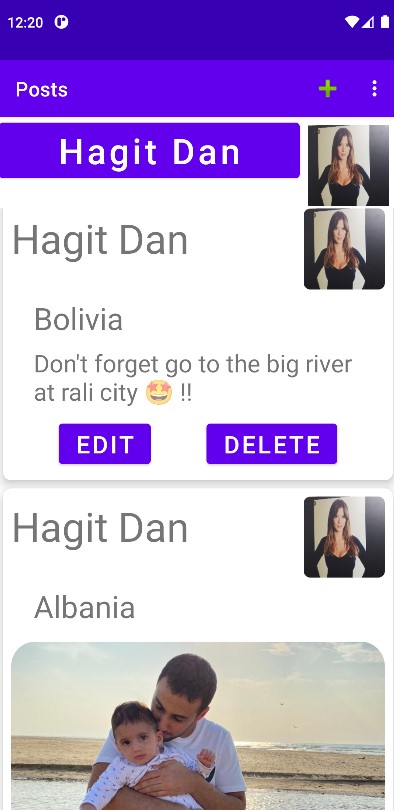 12:20
Posts
Hagit Dan
Hagit Dan
Bolivia
Don't forget go to the big river
at rali city 🤩 !!
EDIT DELETE
Hagit Dan
Albania